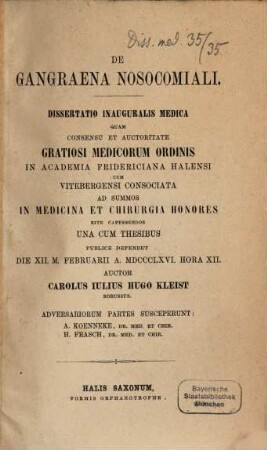 Diss. med. 35/35.
DE
GANGRAENA NOSOCOMIALI.
DISSERTATIO INAUGURALIS MEDICA
QUAM
CONSENSU ET AUCTORITATE
GRATIOSI MEDICORUM ORDINIS
IN ACADEMIA FRIDERICIANA HALENSI
CUM
VITEBERGENSI CONSOCIATA
AD SUMMOS
IN MEDICINA ET CHIRURGIA HONORES
RITE CAPESSENDOS
UNA CUM THESIBUS
PUBLICE DEFENDET
DIE XII. M. FEBRUARII A. MDCCCLXVI. HORA XII.
AUCTOR
CAROLUS IULIUS HUGO KLEIST
BORUSSUS.
ADVERSARIORUM PARTES SUSCEPERUNT:
A. KOENNEKE, DR. MED. ET CHIR.
H. FRASCH, DR. MED. ET CHIR.
HALIS SAXONUM,
FORMIS ORPHANOTROPHEI.
Bayerische
Staatsbibliothek
München